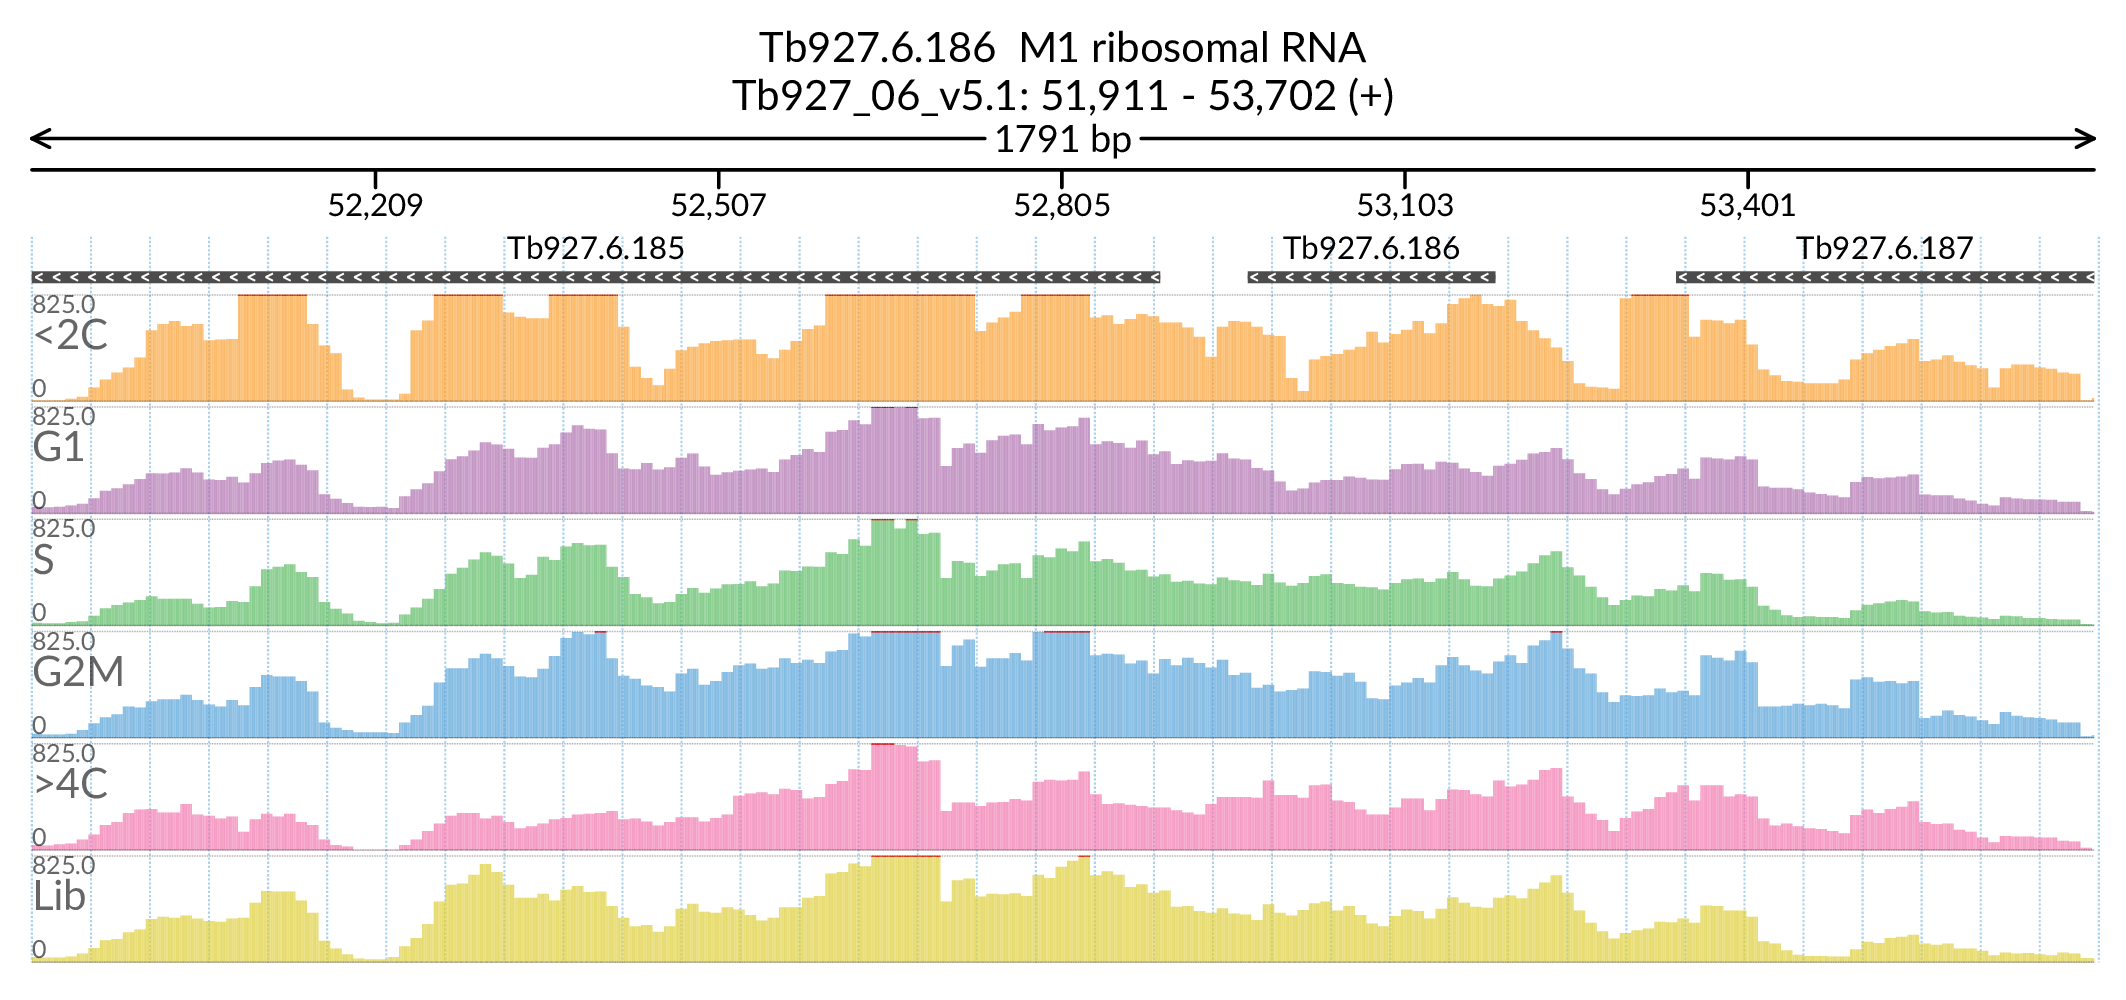 Tb927.6.186  M1 ribosomal RNA
Tb927_06_v5.1: 51,911 - 53,702 (+)
1791 bp
52,209 52,507 52,805 53,103 53,401
Tb927.6.185 Tb927.6.186 Tb927.6.187
825.0
<2C
0
825.0
G1
0
825.0
S
0
825.0
G2M
0
825.0
>4C
0
825.0
Lib
0